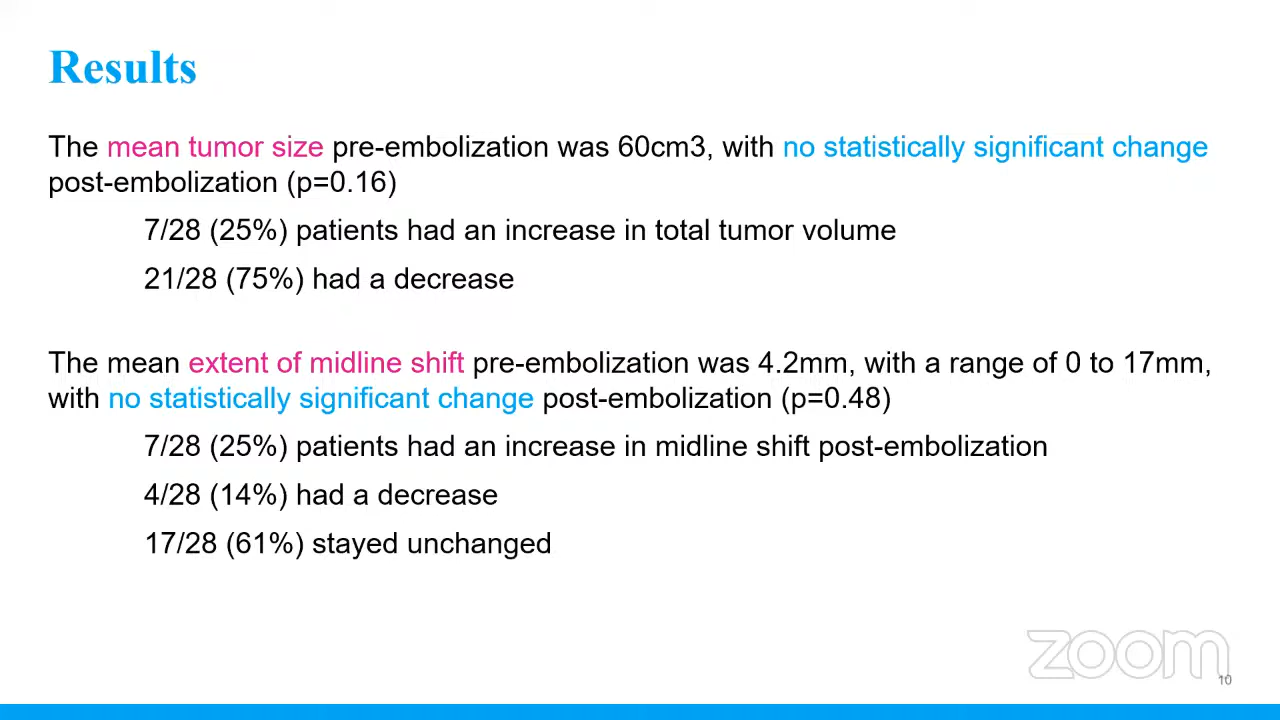 Results
The mean tumor size pre-embolization was 60cm3, with no statistically significant change
post-embolization (p=0.16)
7/28 (25%) patients had an increase in total tumor volume
21/28 (75%) had a decrease
The mean extent of midline shift pre-embolization was 4.2mm, with a range of 0 to 17mm,
with no statistically significant change post-embolization (p=0.48)
7/28 (25%) patients had an increase in midline shift post-embolization
4/28 (14%) had a decrease
17/28 (61%) stayed unchanged
zoom
10